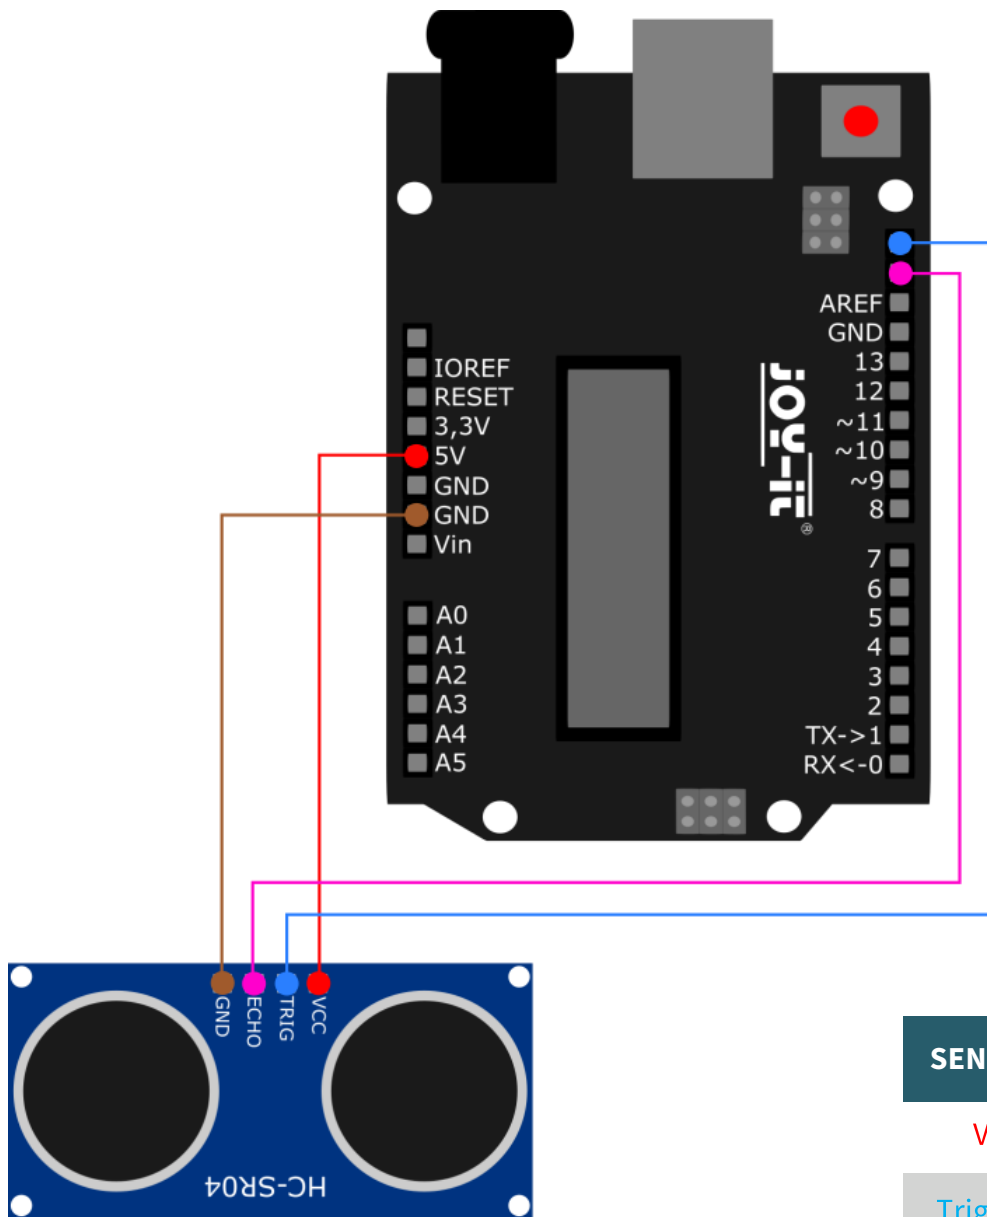 AREF
GND
13
12
~11
~10
~9
8
7
6
5
4
3
2
TX->1
RX<-0
IOREF
RESET
3,3V
5V
GND
GND
Vin
A0
A1
A2
A3
A4
A5
JOY-IT
®
GND
ECHO
TRIG
VCC
HC-SR04
SEN
V
Trig